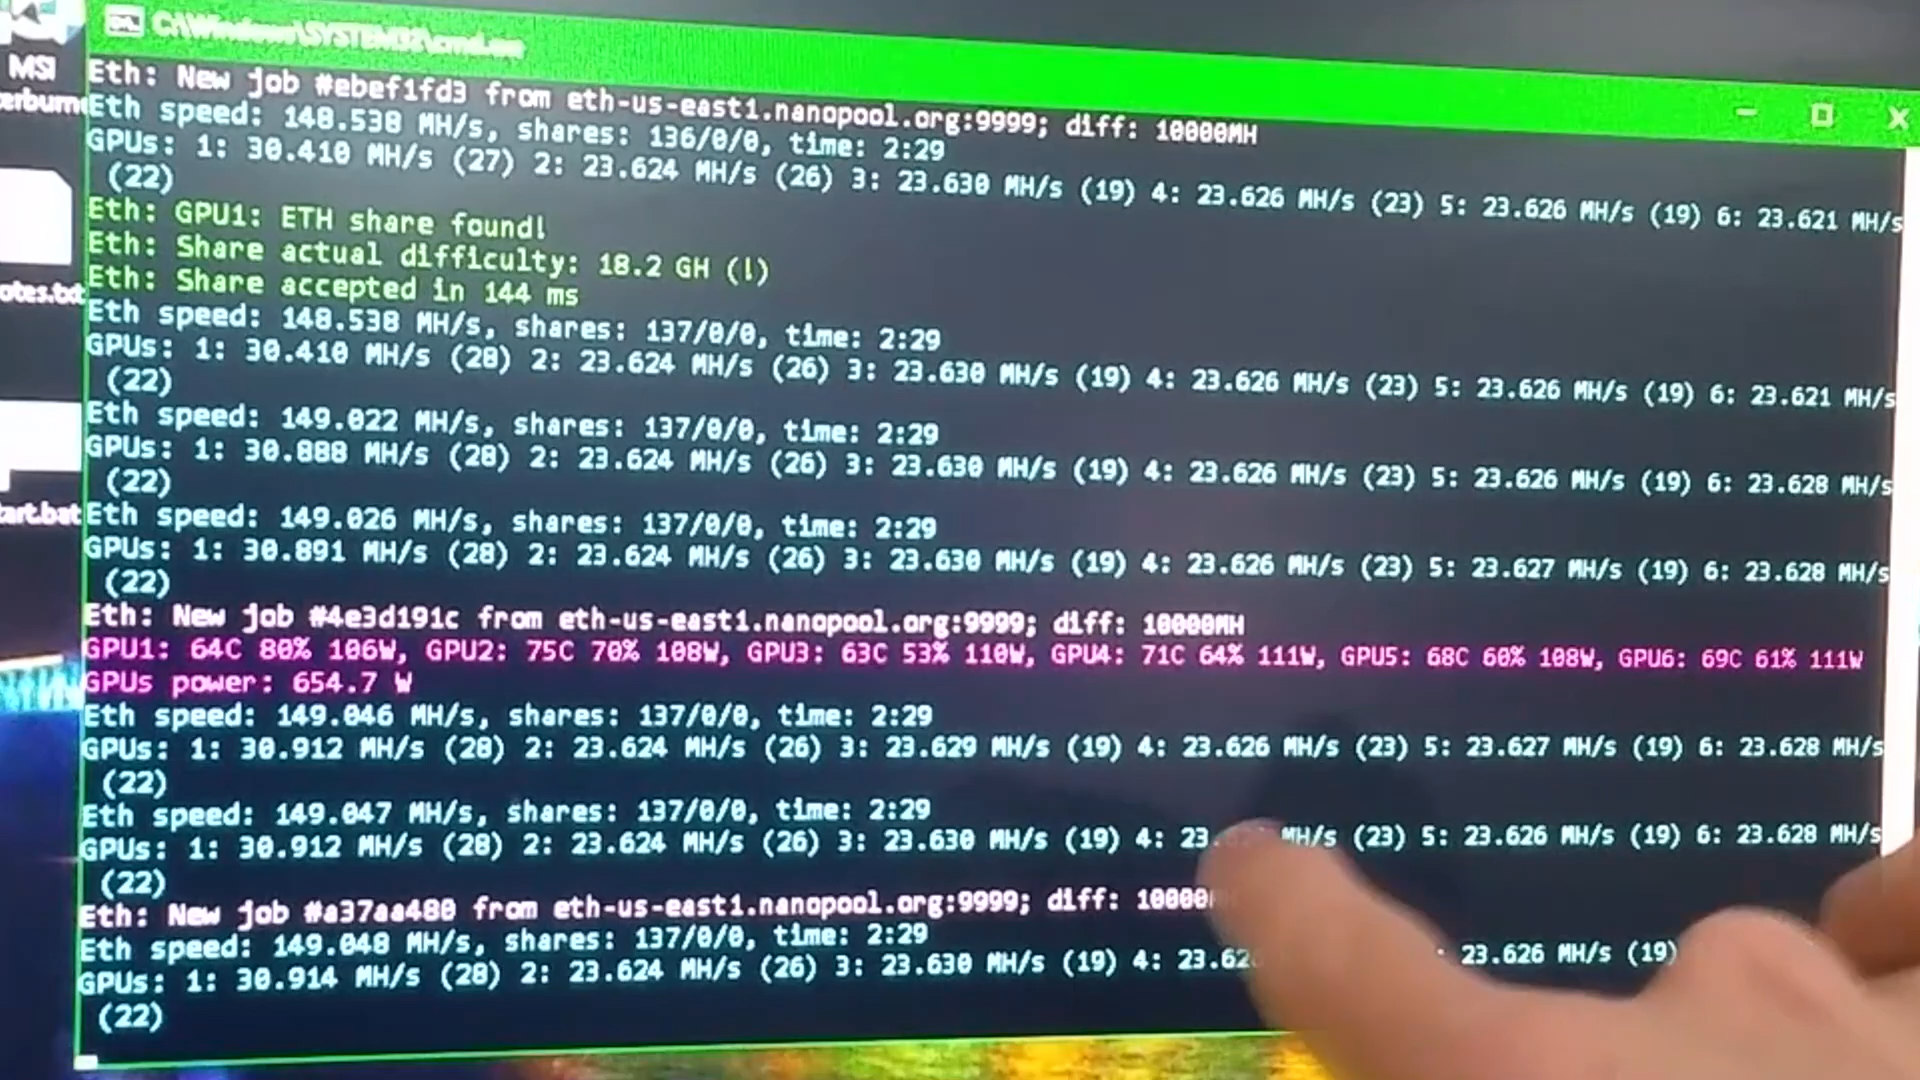 C:\Windows\SYSTEM32\cmd.exe
MSI
Eth: New job #ebef1fd3 from eth-us-east1.nanopool.org:9999; diff: 10000MH
Eth speed: 148.538 MH/s, shares: 136/0/0, time: 2:29
GPUs: 1: 30.410 MH/s (27) 2: 23.624 MH/s (26) 3: 23.630 MH/s (19) 4: 23.626 MH/s (23) 5: 23.626 MH/s (19) 6: 23.621 MH/s
(22)
Eth: GPU1: ETH share found!
Eth: Share actual difficulty: 18.2 GH (!)
Eth: Share accepted in 144 ms
Eth speed: 148.538 MH/s, shares: 137/0/0, time: 2:29
GPUs: 1: 30.410 MH/s (28) 2: 23.624 MH/s (26) 3: 23.630 MH/s (19) 4: 23.626 MH/s (23) 5: 23.626 MH/s (19) 6: 23.621 MH/s
(22)
Eth speed: 149.022 MH/s, shares: 137/0/0, time: 2:29
GPUs: 1: 30.888 MH/s (28) 2: 23.624 MH/s (26) 3: 23.630 MH/s (19) 4: 23.626 MH/s (23) 5: 23.626 MH/s (19) 6: 23.628 MH/s
(22)
Eth speed: 149.026 MH/s, shares: 137/0/0, time: 2:29
GPUs: 1: 30.891 MH/s (28) 2: 23.624 MH/s (26) 3: 23.630 MH/s (19) 4: 23.626 MH/s (23) 5: 23.627 MH/s (19) 6: 23.628 MH/s
(22)
Eth: New job #4e3d191c from eth-us-east1.nanopool.org:9999; diff: 10000MH
GPU1: 64C 80% 106W, GPU2: 75C 70% 108W, GPU3: 63C 53% 110W, GPU4: 71C 64% 111W, GPU5: 68C 60% 108W, GPU6: 69C 61% 111W
GPUs power: 654.7 W
Eth speed: 149.046 MH/s, shares: 137/0/0, time: 2:29
GPUs: 1: 30.912 MH/s (28) 2: 23.624 MH/s (26) 3: 23.629 MH/s (19) 4: 23.626 MH/s (23) 5: 23.627 MH/s (19) 6: 23.628 MH/s
(22)
Eth speed: 149.047 MH/s, shares: 137/0/0, time: 2:29
GPUs: 1: 30.912 MH/s (28) 2: 23.624 MH/s (26) 3: 23.630 MH/s (19) 4: MH/s (23) 5: 23.626 MH/s (19) 6: 23.628 MH/s
(22)
Eth: New job #a37aa480 from eth-us-east1.nanopool.org:9999; diff: 10000
Eth speed: 149.048 MH/s, shares: 137/0/0, time: 2:29
GPUs: 1: 30.914 MH/s (28) 2: 23.624 MH/s (26) 3: 23.630 MH/s (19) 4: 23.62 23.626 MH/s (19)
(22)